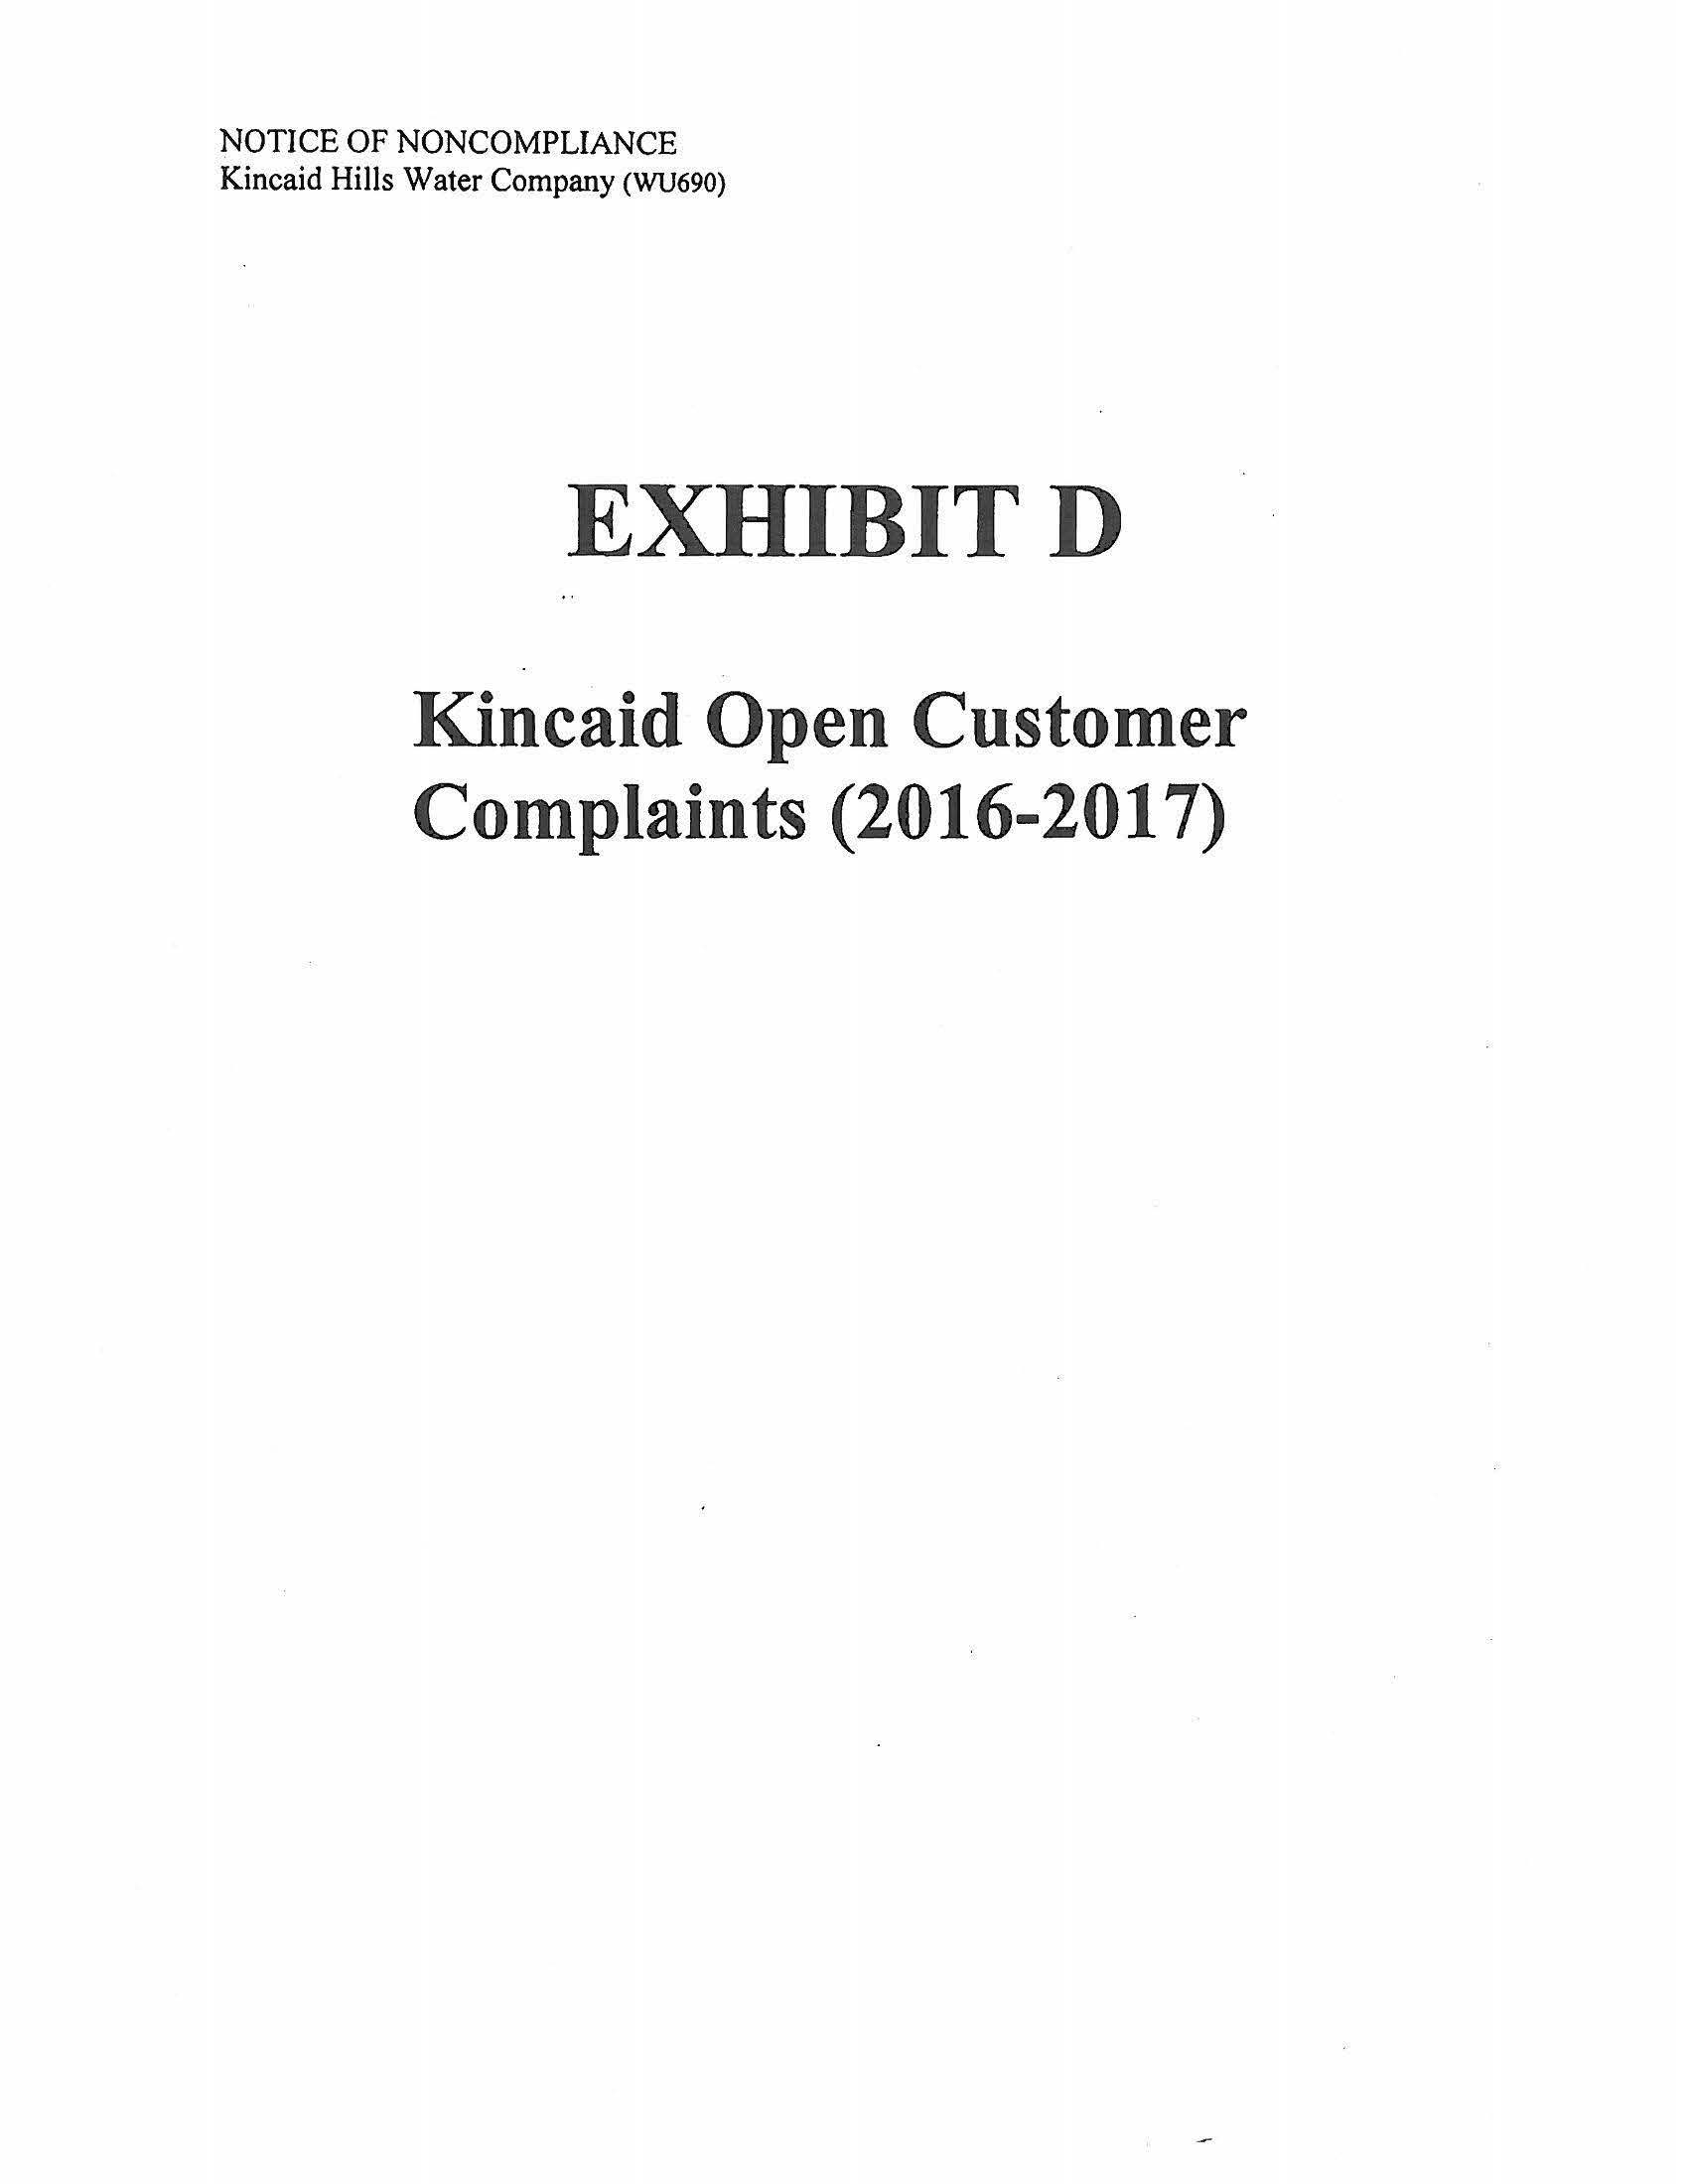 NOTICE OF NONCOMPLIANCE
Kincaid Hills Water Company (WU690)
EXHIBIT D
Kincaid Open Customer
Complaints (2016-2017)